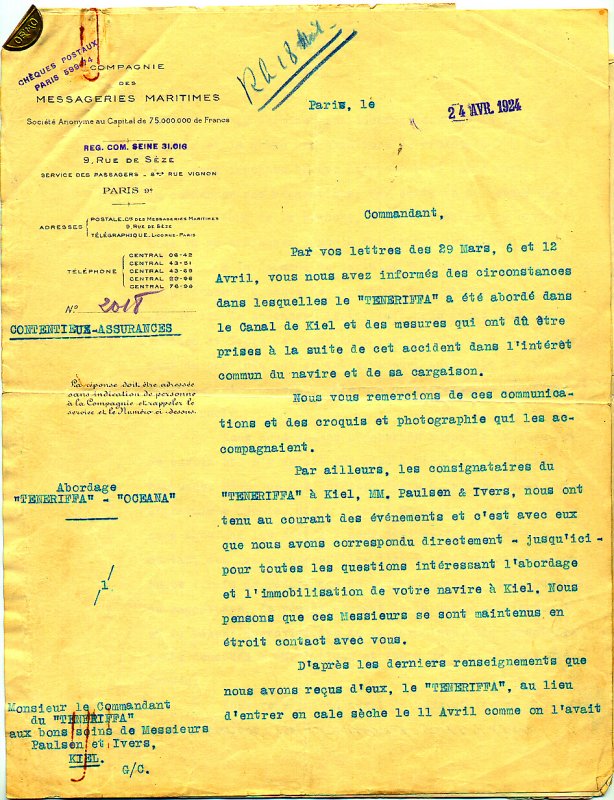 ORMO
CHÈQUES POSTAUX
PARIS 599-74
COMPAGNIE
DES
MESSAGERIES MARITIMES
Société Anonyme au Capital de 75.000.000 de Francs
REG. COM. SEINE 31,016
9, RUE DE SÈZE
SERVICE DES PASSAGERS - 8TER RUE VIGNON
PARIS 9e
ADRESSES
POSTALE. Cie DES MESSAGERIES MARITIMES
9, RUE DE SÈZE
TÉLÉGRAPHIQUE. LICORUS-PARIS
TÉLÉPHONE
CENTRAL 06-42
CENTRAL 43-51
CENTRAL 43-69
CENTRAL 20-96
CENTRAL 76-98
No 2018
CONTENTIEUX-ASSURANCES
La réponse doit être adressée
sans indication de personne
à la Compagnie et rappeler le
service et le Numéro ci-dessous.
Abordage
"TENERIFFA" - "OCEANA"
/1/
Monsieur le Commandant
du "TENERIFFA"
aux bons soins de Messieurs
Paulsen et Ivers,
KIEL.
G/C.
18
Paris, le
24 AVR. 1924
Commandant,
Par vos lettres des 29 Mars, 6 et 12
Avril, vous nous avez informés des circonstances
dans lesquelles le "TENERIFFA" a été abordé dans
le Canal de Kiel et des mesures qui ont dû être
prises à la suite de cet accident dans l'intérêt
commun du navire et de sa cargaison.
Nous vous remercions de ces communica-
tions et des croquis et photographie qui les ac-
compagnaient.
Par ailleurs, les consignataires du
"TENERIFFA" à Kiel, MM. Paulsen & Ivers, nous ont
tenu au courant des événements et c'est avec eux
que nous avons correspondu directement - jusqu'ici -
pour toutes les questions intéressant l'abordage
et l'immobilisation de votre navire à Kiel. Nous
pensons que ces Messieurs se sont maintenus en
étroit contact avec vous.
D'après les derniers renseignements que
nous avons reçus d'eux, le "TENERIFFA", au lieu
d'entrer en cale sèche le 11 Avril comme on l'avait